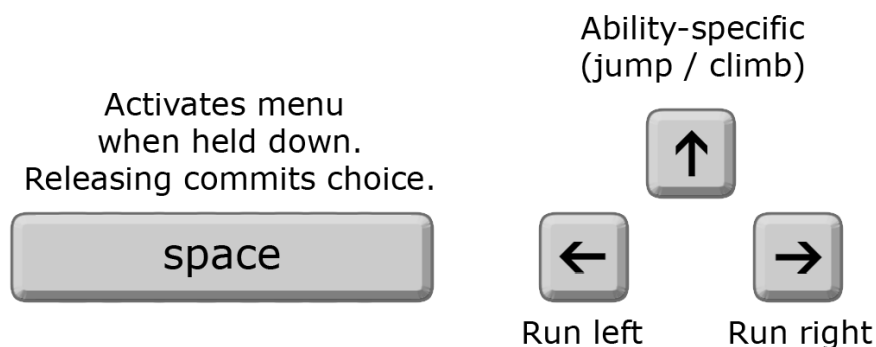 Ability-specific
(jump / climb)
Activates menu
when held down.
Releasing commits choice.
↑
space
←
→
Run left
Run right